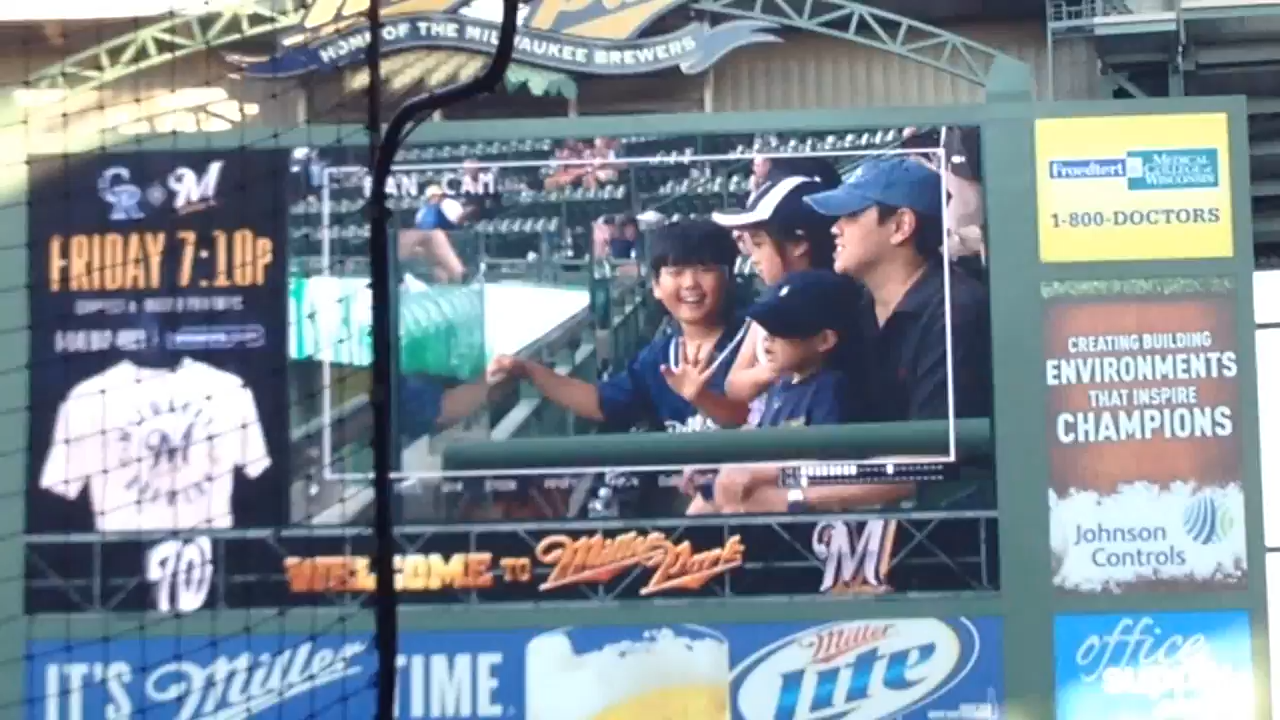 HOME OF THE MILWAUKEE BREWERS
M
FRIDAY 7:10P
FAN CAM
M
WELCOME TO Miller Park
M
IT'S Miller TIME
Miller
Lite
Froedtert
MEDICAL
COLLEGE of
WISCONSIN
1-800-DOCTORS
CREATING BUILDING
ENVIRONMENTS
THAT INSPIRE
CHAMPIONS
Johnson
Controls
office